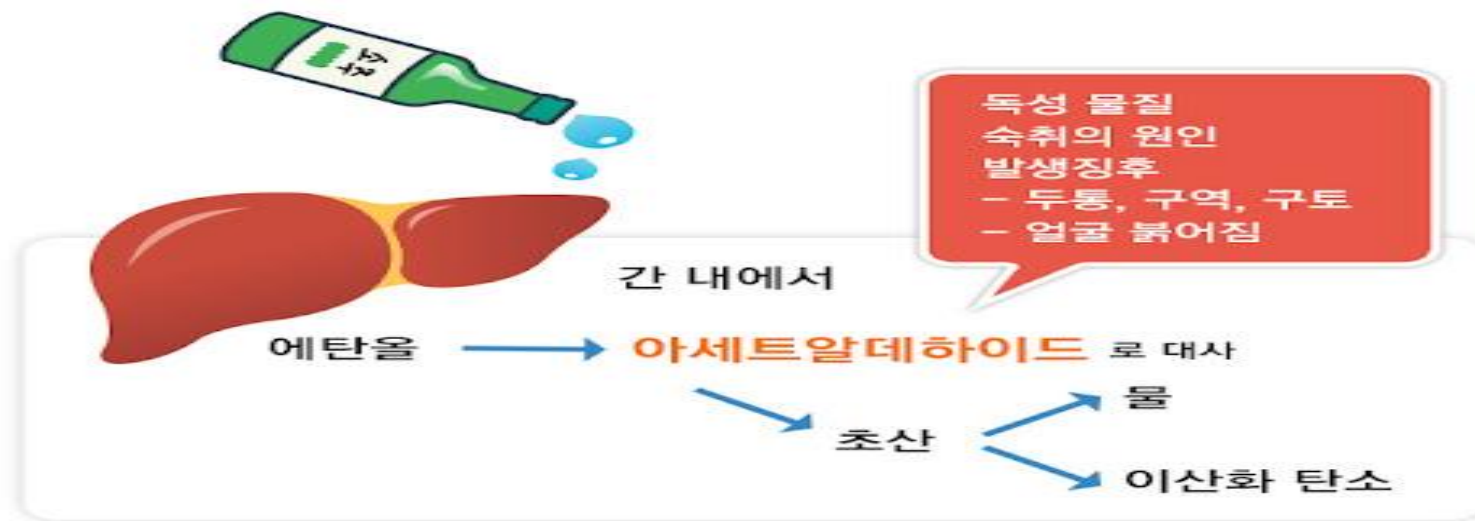 소주
독성 물질
숙취의 원인
발생징후
- 두통, 구역, 구토
- 얼굴 붉어짐
간 내에서
에탄올 아세트알데하이드 로 대사
물
초산
이산화 탄소